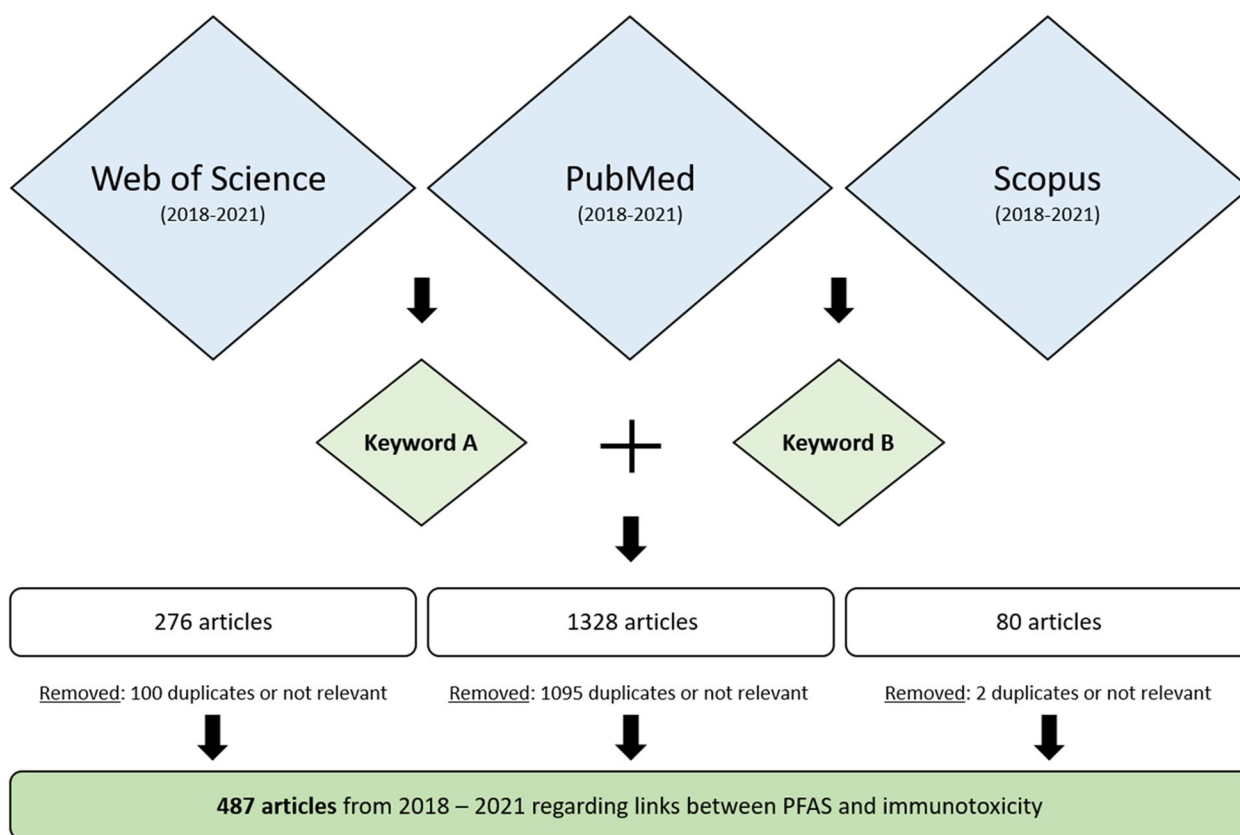 Web of Science
(2018-2021)
PubMed
(2018-2021)
Scopus
(2018-2021)
Keyword A
+
Keyword B
276 articles
1328 articles
80 articles
Removed: 100 duplicates or not relevant
Removed: 1095 duplicates or not relevant
Removed: 2 duplicates or not relevant
487 articles from 2018 – 2021 regarding links between PFAS and immunotoxicity